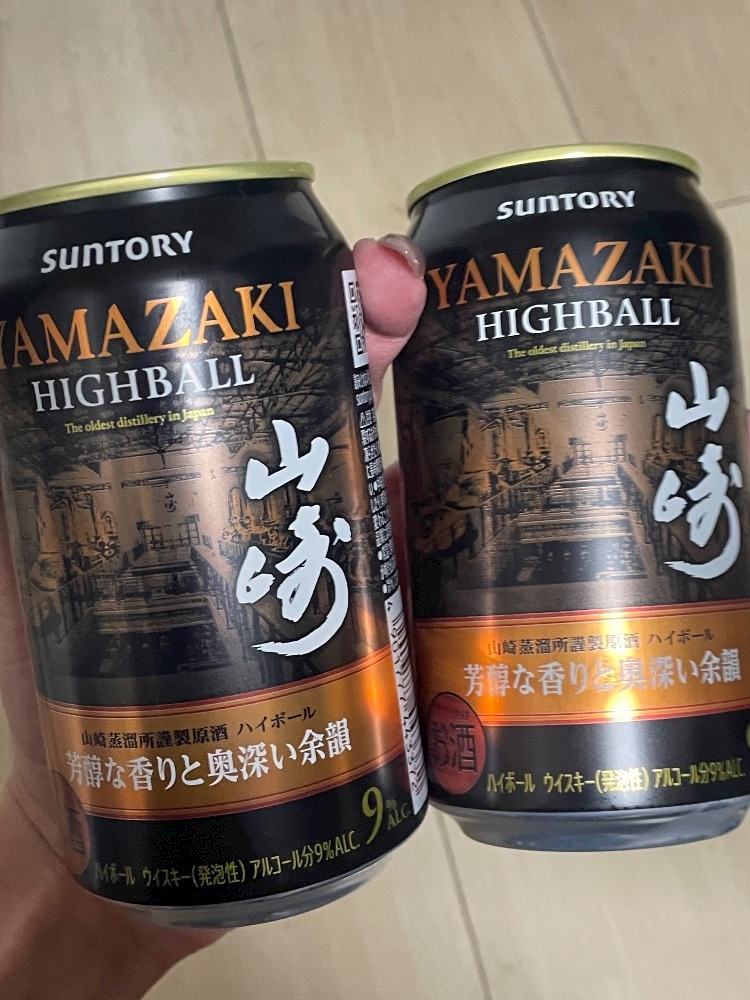 SUNTORY
YAMAZAKI
HIGHBALL
The oldest distillery in Japan
山崎
山崎蒸溜所謹製原酒 ハイボール
芳醇な香りと奥深い余韻
ハイボール ウイスキー(発泡性) アルコール分9%ALC.
9% ALC.
SUNTORY
YAMAZAKI
HIGHBALL
The oldest distillery in Japan
山崎
山崎蒸溜所謹製原酒 ハイボール
芳醇な香りと奥深い余韻
お酒
ハイボール ウイスキー(発泡性) アルコール分9%ALC.